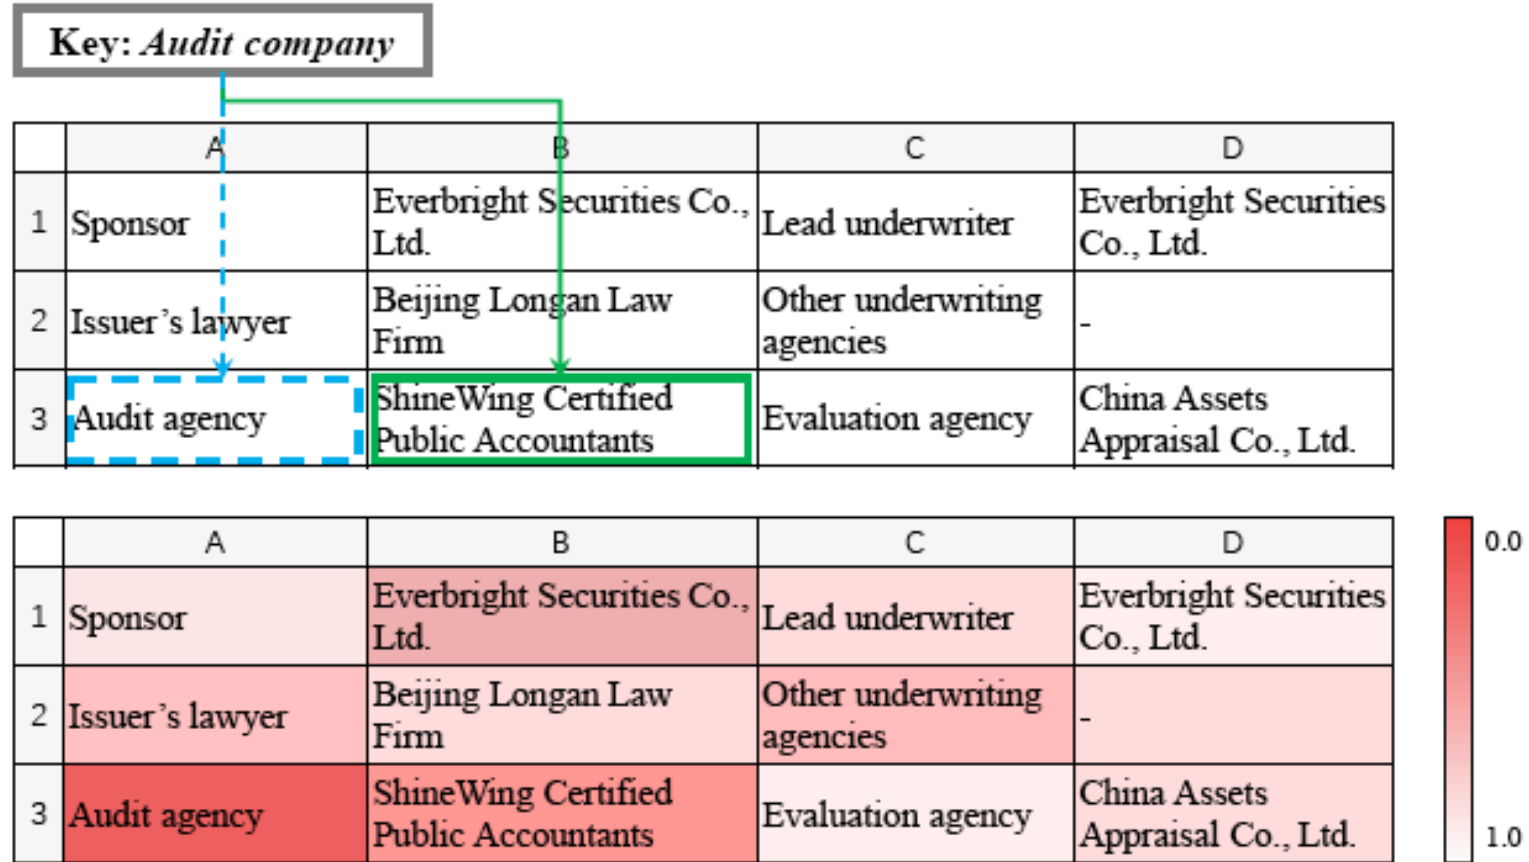 Key: Audit company
A B C D
1 Sponsor Everbright Securities Co., Ltd. Lead underwriter Everbright Securities Co., Ltd.
2 Issuer’s lawyer Beijing Longan Law Firm Other underwriting agencies -
3 Audit agency ShineWing Certified Public Accountants Evaluation agency China Assets Appraisal Co., Ltd.
A B C D
1 Sponsor Everbright Securities Co., Ltd. Lead underwriter Everbright Securities Co., Ltd.
2 Issuer’s lawyer Beijing Longan Law Firm Other underwriting agencies -
3 Audit agency ShineWing Certified Public Accountants Evaluation agency China Assets Appraisal Co., Ltd.
0.0
1.0